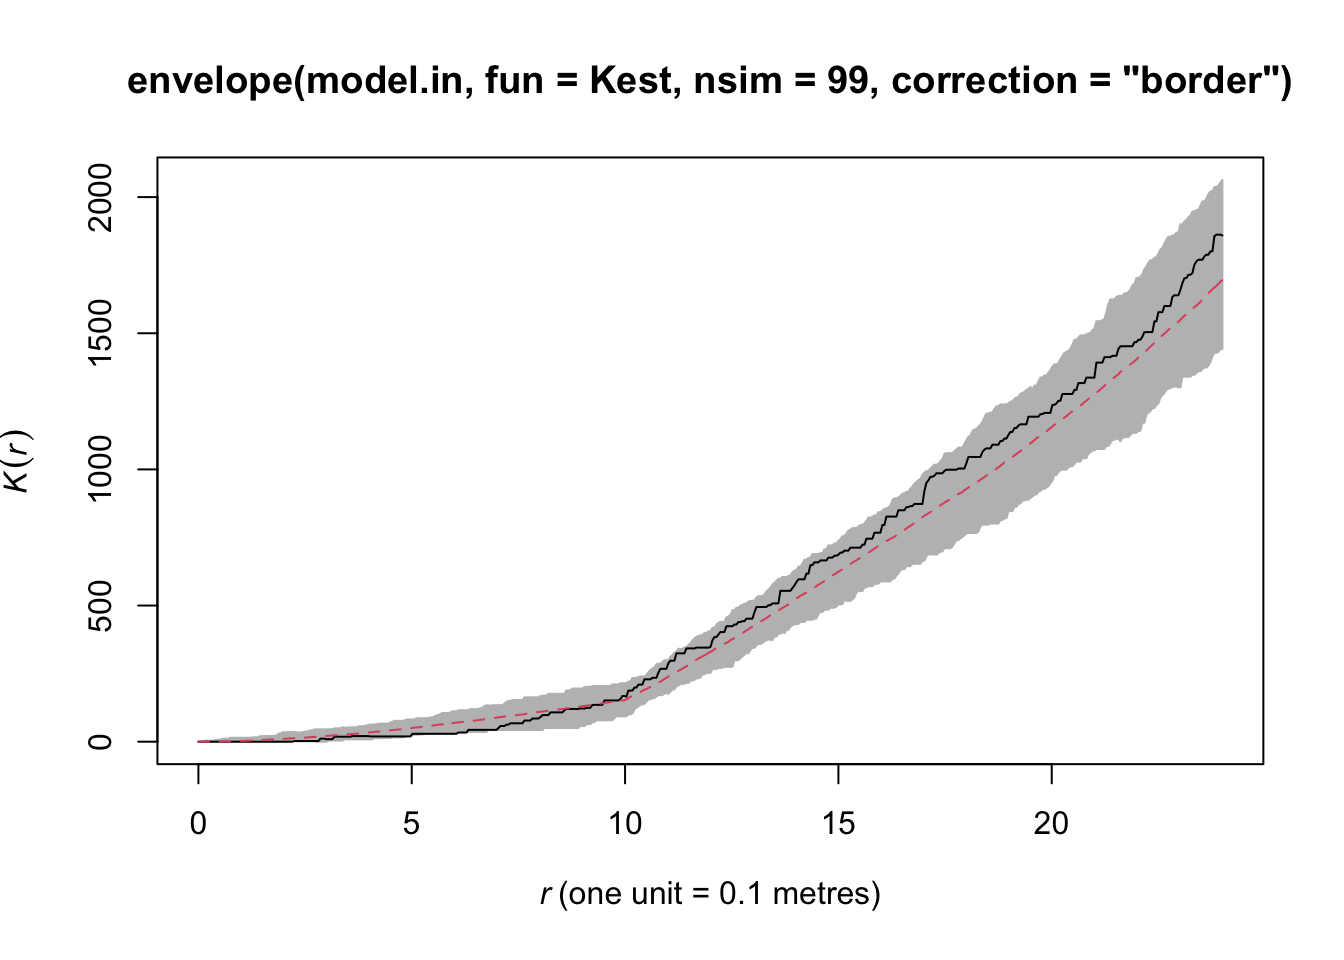 envelope(model.in, fun = Kest, nsim = 99, correction = "border")
K(r)
2000
1500
1000
500
0
0 5 10 15 20
r (one unit = 0.1 metres)